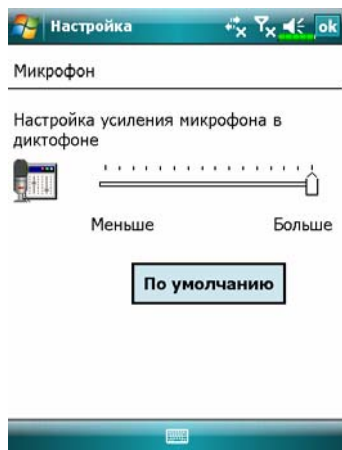 Настройка
ok
Микрофон
Настройка усиления микрофона в
диктофоне
Меньше
Больше
По умолчанию